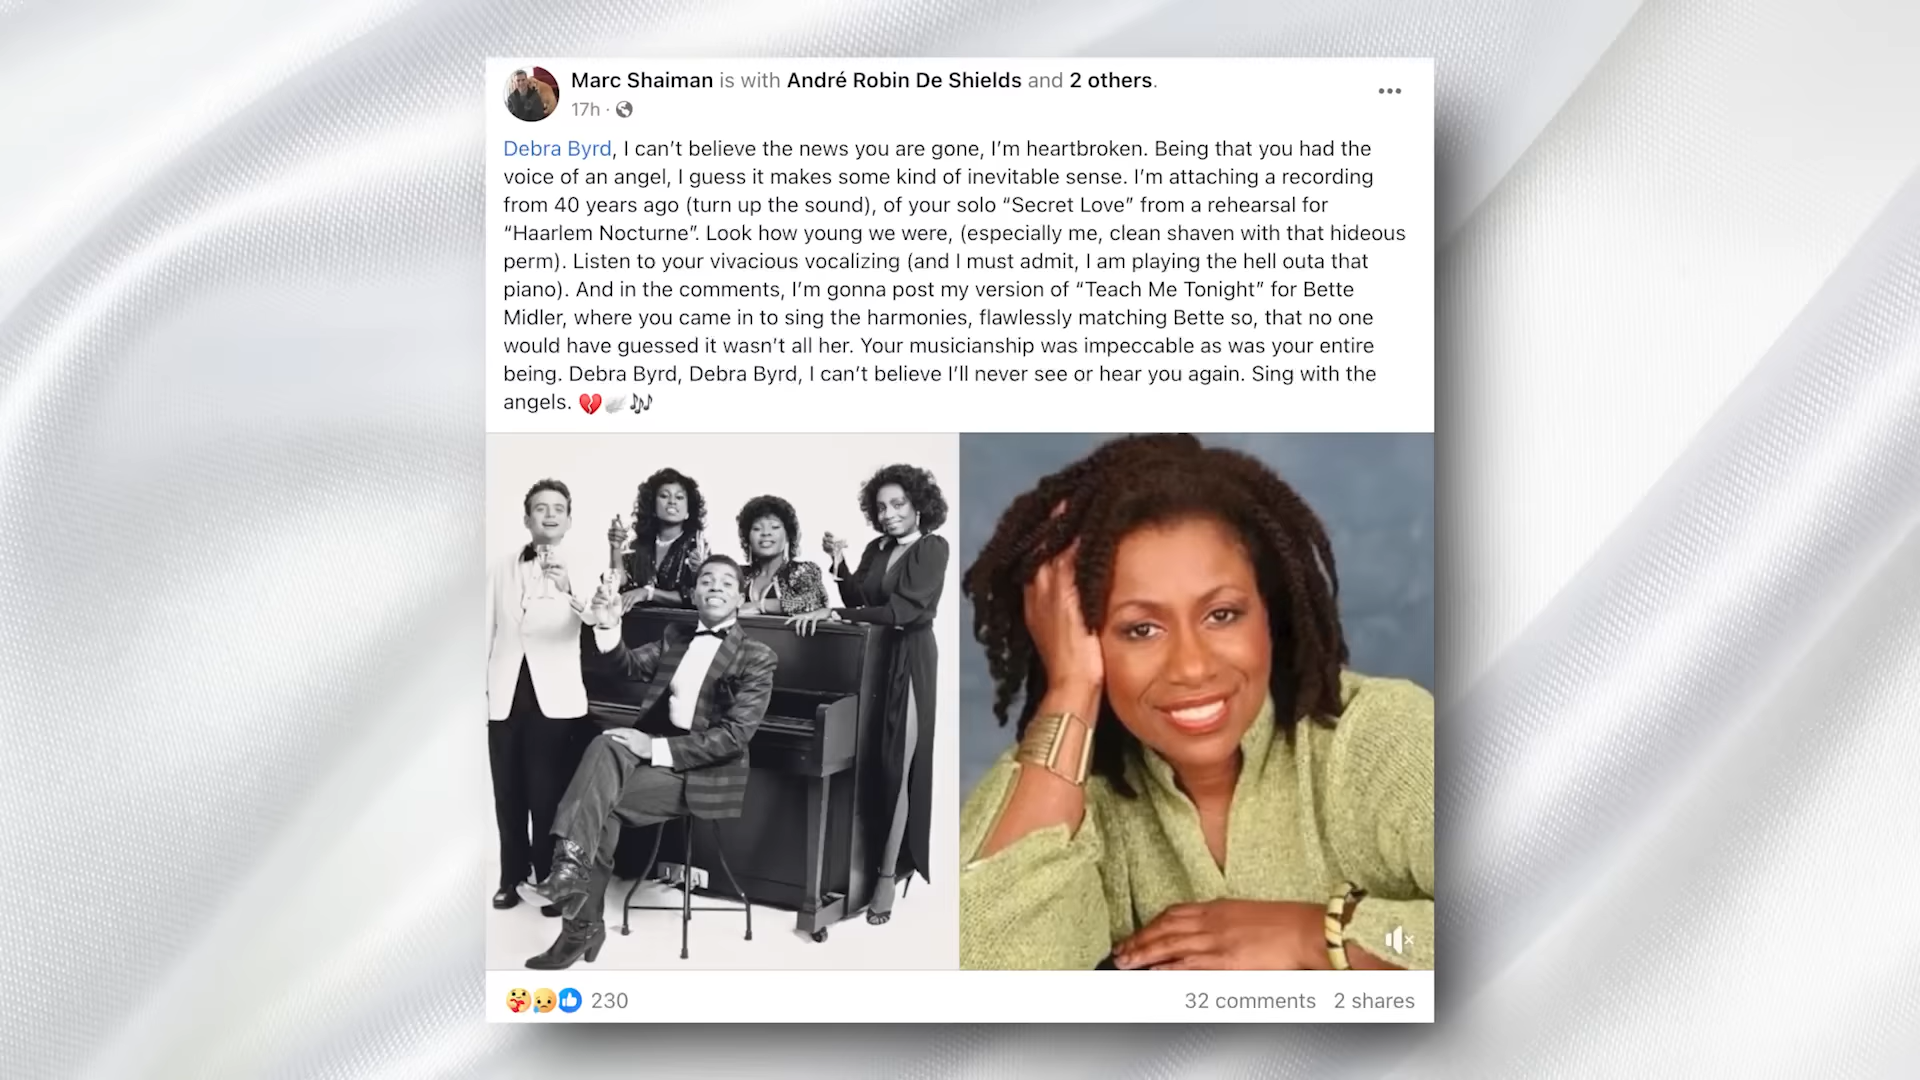 Marc Shaiman is with André Robin De Shields and 2 others.
17h ·
Debra Byrd, I can’t believe the news you are gone, I’m heartbroken. Being that you had the
voice of an angel, I guess it makes some kind of inevitable sense. I’m attaching a recording
from 40 years ago (turn up the sound), of your solo “Secret Love” from a rehearsal for
“Haarlem Nocturne”. Look how young we were, (especially me, clean shaven with that hideous
perm). Listen to your vivacious vocalizing (and I must admit, I am playing the hell outa that
piano). And in the comments, I’m gonna post my version of “Teach Me Tonight” for Bette
Midler, where you came in to sing the harmonies, flawlessly matching Bette so, that no one
would have guessed it wasn’t all her. Your musicianship was impeccable as was your entire
being. Debra Byrd, Debra Byrd, I can’t believe I’ll never see or hear you again. Sing with the
angels. 💔🪽🎶
230
32 comments 2 shares